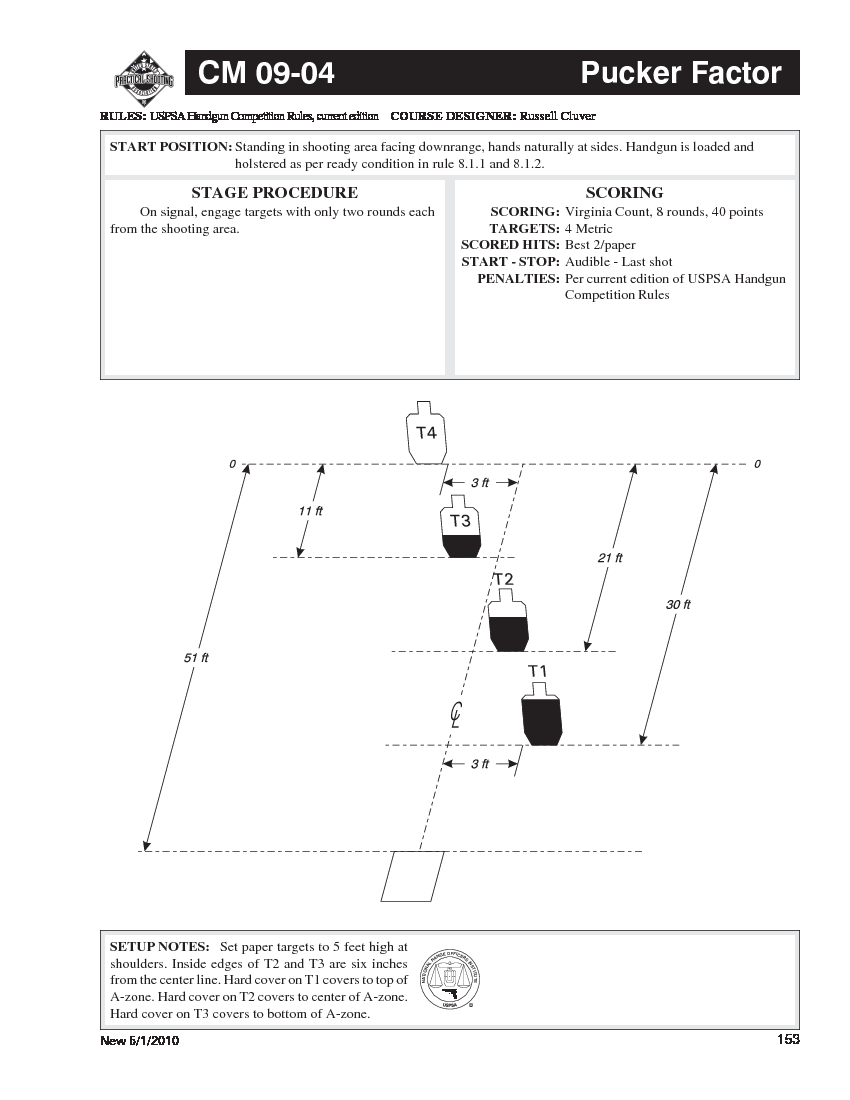 CM 09-04 Pucker Factor
PRACTICAL SHOOTING
RULES: USPSA Handgun Competition Rules, current edition COURSE DESIGNER: Russell Cluver
START POSITION: Standing in shooting area facing downrange, hands naturally at sides. Handgun is loaded and
holstered as per ready condition in rule 8.1.1 and 8.1.2.
STAGE PROCEDURE
On signal, engage targets with only two rounds each
from the shooting area.
SCORING
SCORING: Virginia Count, 8 rounds, 40 points
TARGETS: 4 Metric
SCORED HITS: Best 2/paper
START - STOP: Audible - Last shot
PENALTIES: Per current edition of USPSA Handgun
Competition Rules
T4
0 0
3 ft
11 ft
T3
21 ft
T2
30 ft
51 ft
T1
CL
3 ft
SETUP NOTES: Set paper targets to 5 feet high at
shoulders. Inside edges of T2 and T3 are six inches
from the center line. Hard cover on T1 covers to top of
A-zone. Hard cover on T2 covers to center of A-zone.
Hard cover on T3 covers to bottom of A-zone.
NATIONAL RANGE OFFICERS INSTITUTE
USPSA
New 5/1/2010 153